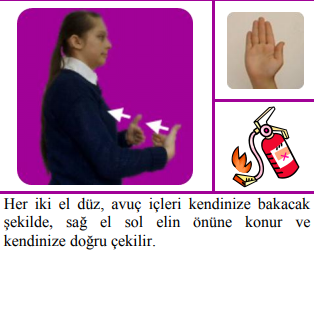 Her iki el düz, avuç içleri kendinize bakacak
şekilde, sağ el sol elin önüne konur ve
kendinize doğru çekilir.